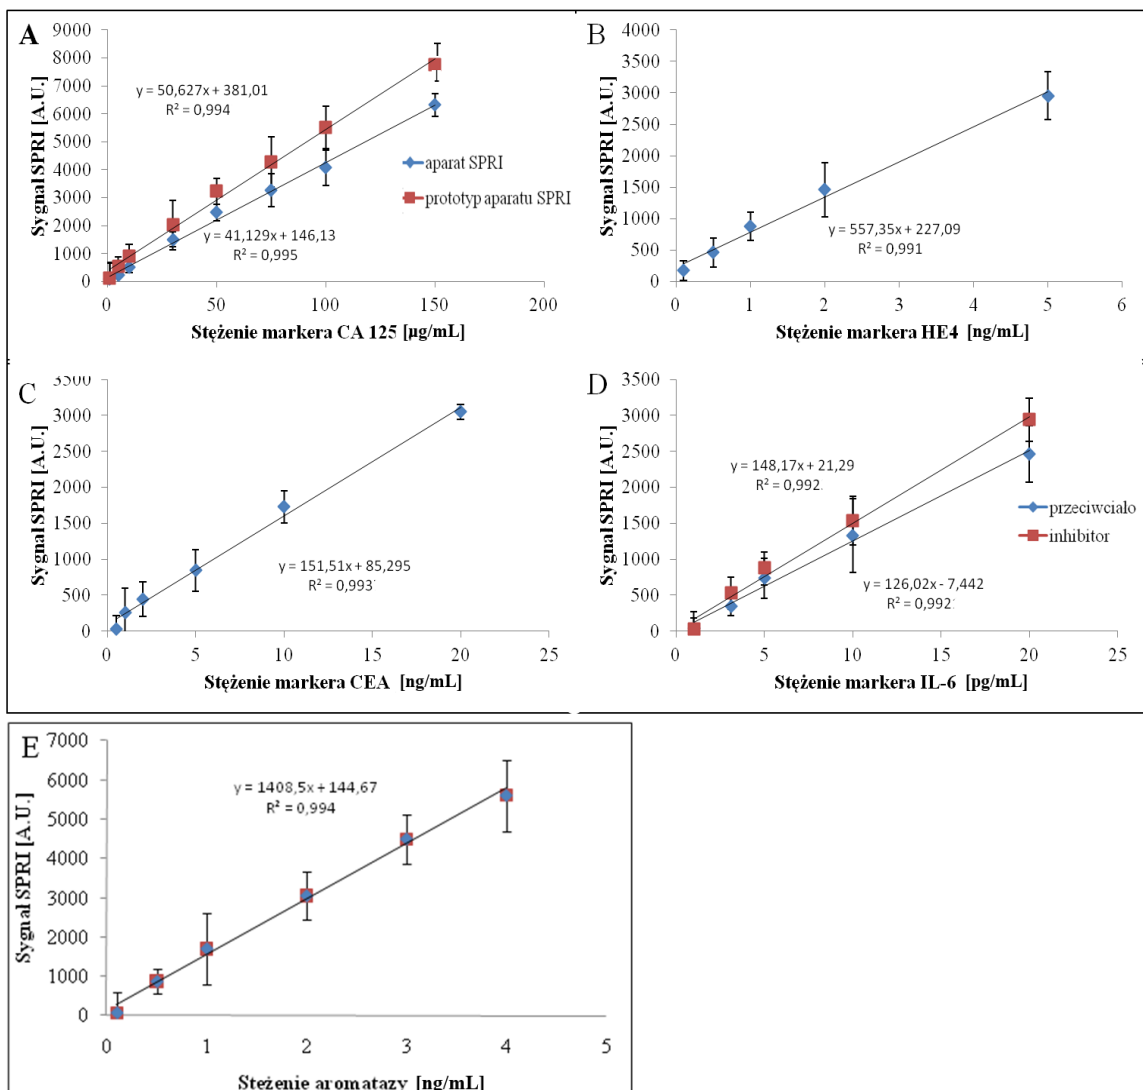 A
9000
8000
7000
6000
5000
4000
3000
2000
1000
0
Sygnał SPRI [A.U.]
y = 50,627x + 381,01
R² = 0,994
y = 41,129x + 146,13
R² = 0,995
aparat SPRI
prototyp aparatu SPRI
0 50 100 150 200
Stężenie markera CA 125 [µg/mL]
B
4000
3500
3000
2500
2000
1500
1000
500
0
Sygnał SPRI [A.U.]
y = 557,35x + 227,09
R² = 0,991
0 1 2 3 4 5 6
Stężenie markera HE4 [ng/mL]
C
3500
3000
2500
2000
1500
1000
500
0
Sygnał SPRI [A.U.]
y = 151,51x + 85,295
R² = 0,993
0 5 10 15 20 25
Stężenie markera CEA [ng/mL]
D
3500
3000
2500
2000
1500
1000
500
0
Sygnał SPRI [A.U.]
y = 148,17x + 21,29
R² = 0,992
y = 126,02x - 7,442
R² = 0,992
przeciwciało
inhibitor
0 5 10 15 20 25
Stężenie markera IL-6 [pg/mL]
E
7000
6000
5000
4000
3000
2000
1000
0
Sygnał SPRI [A.U.]
y = 1408,5x + 144,67
R² = 0,994
0 1 2 3 4 5
Stężenie aromatazy [ng/mL]